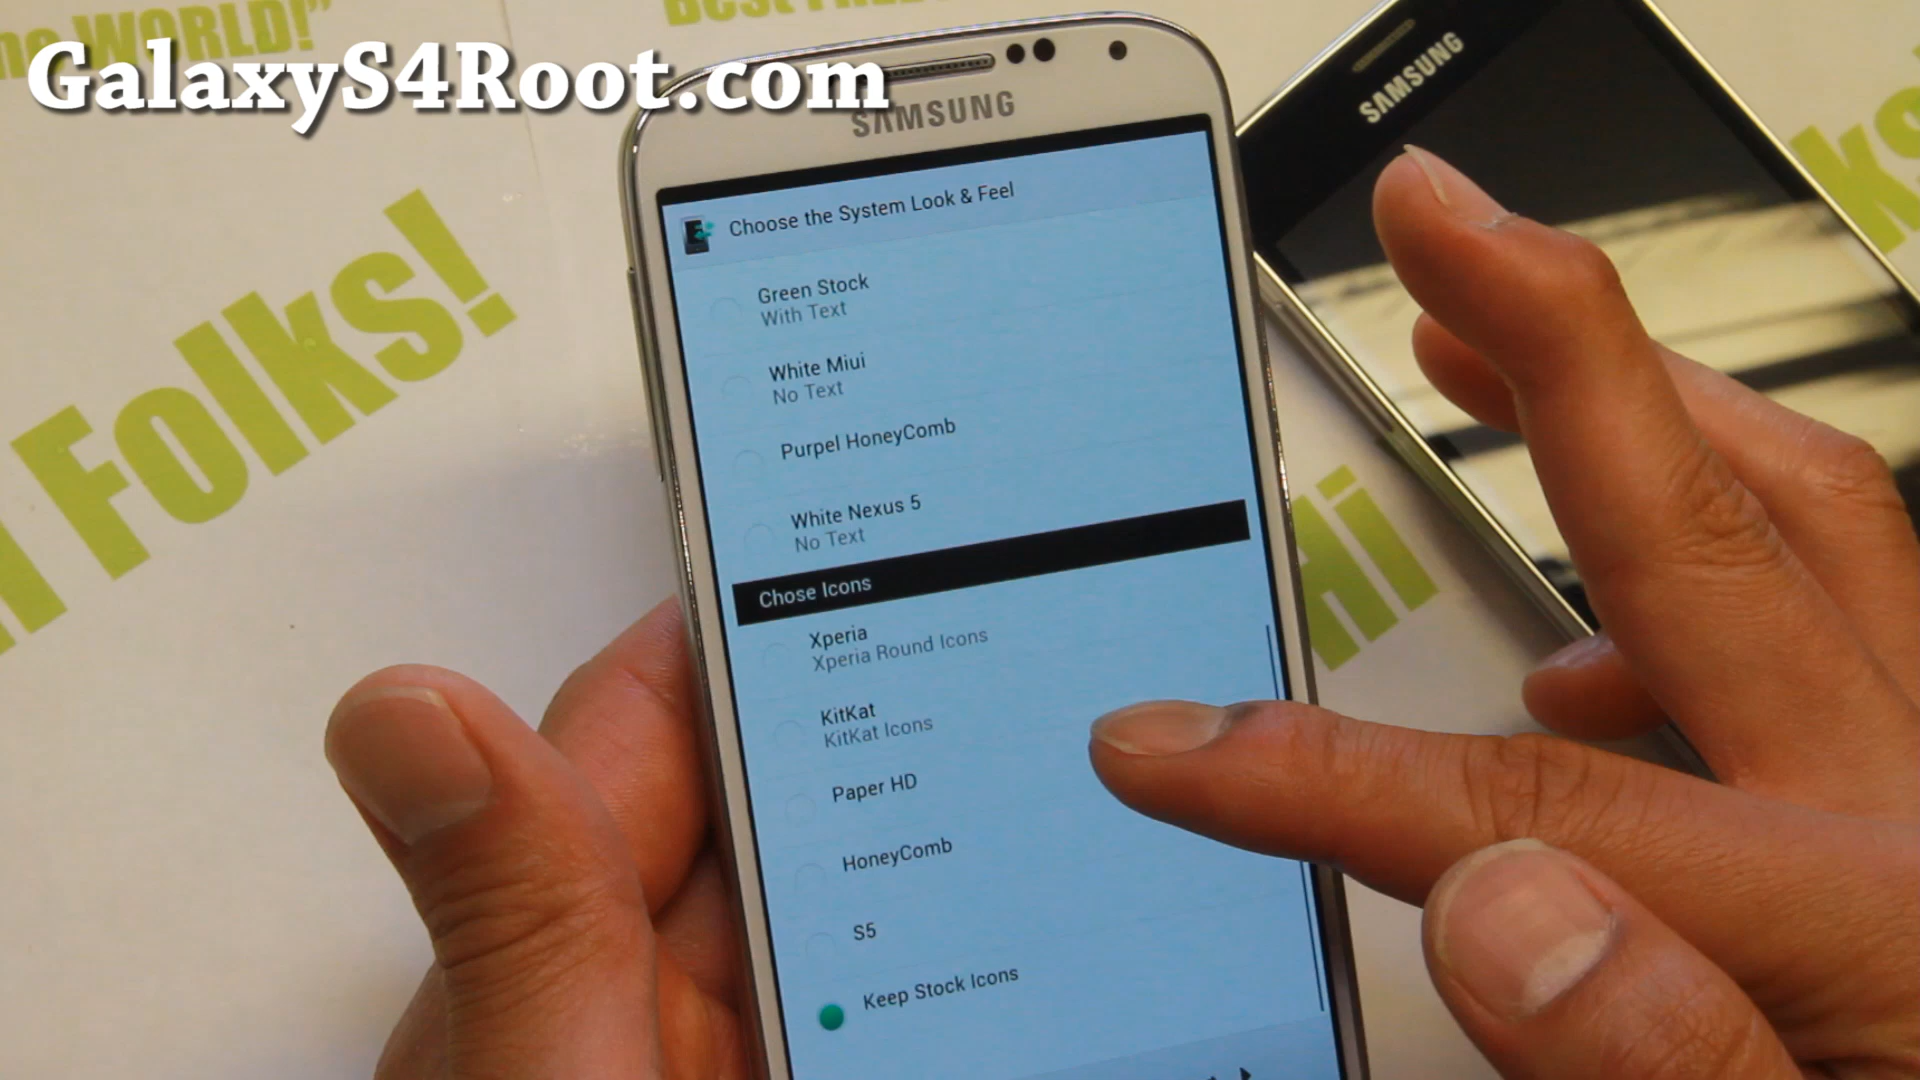 he WORLD!"
GalaxyS4Root.com
SAMSUNG
SAMSUNG
Folks!
Hi
Choose the System Look & Feel
Green Stock
With Text
White Miui
No Text
Purpel HoneyComb
White Nexus 5
No Text
Chose Icons
Xperia
Xperia Round Icons
KitKat
KitKat Icons
Paper HD
HoneyComb
S5
Keep Stock Icons